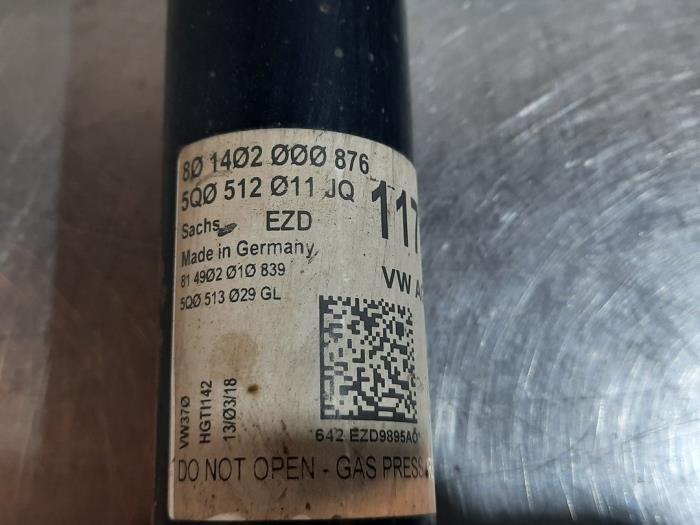 8Ø 14Ø2 ØØØ 876
5QØ 512 Ø11 JQ
117
Sachs EZD
Made in Germany
VW
81 49Ø2 Ø1Ø 839
5QØ 513 Ø29 GL
VW37Ø
HGTI142
13/Ø3/18
*642 EZD9895AO*
DO NOT OPEN - GAS PRESS